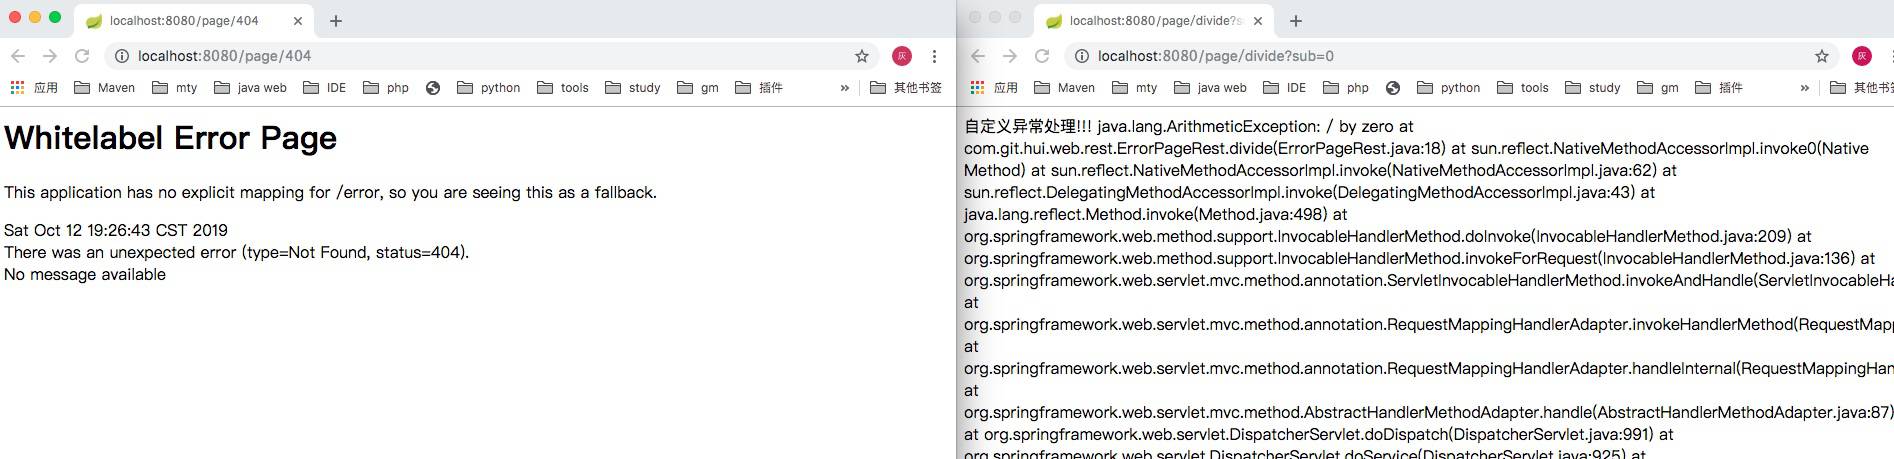 localhost:8080/page/404
localhost:8080/page/404
应用 Maven mty java web IDE php python tools study gm 插件 » 其他书签
Whitelabel Error Page
This application has no explicit mapping for /error, so you are seeing this as a fallback.
Sat Oct 12 19:26:43 CST 2019
There was an unexpected error (type=Not Found, status=404).
No message available
localhost:8080/page/divide?s
localhost:8080/page/divide?sub=0
应用 Maven mty java web IDE php python tools study gm 插件 » 其他书
自定义异常处理!!! java.lang.ArithmeticException: / by zero at
com.git.hui.web.rest.ErrorPageRest.divide(ErrorPageRest.java:18) at sun.reflect.NativeMethodAccessorImpl.invoke0(Native
Method) at sun.reflect.NativeMethodAccessorImpl.invoke(NativeMethodAccessorImpl.java:62) at
sun.reflect.DelegatingMethodAccessorImpl.invoke(DelegatingMethodAccessorImpl.java:43) at
java.lang.reflect.Method.invoke(Method.java:498) at
org.springframework.web.method.support.InvocableHandlerMethod.doInvoke(InvocableHandlerMethod.java:209) at
org.springframework.web.method.support.InvocableHandlerMethod.invokeForRequest(InvocableHandlerMethod.java:136) at
org.springframework.web.servlet.mvc.method.annotation.ServletInvocableHandlerMethod.invokeAndHandle(ServletInvocableHa
at
org.springframework.web.servlet.mvc.method.annotation.RequestMappingHandlerAdapter.invokeHandlerMethod(RequestMapp
at
org.springframework.web.servlet.mvc.method.annotation.RequestMappingHandlerAdapter.handleInternal(RequestMappingHan
at
org.springframework.web.servlet.mvc.method.AbstractHandlerMethodAdapter.handle(AbstractHandlerMethodAdapter.java:87)
at org.springframework.web.servlet.DispatcherServlet.doDispatch(DispatcherServlet.java:991) at
org.springframework.web.servlet.DispatcherServlet.doService(DispatcherServlet.java:925) at